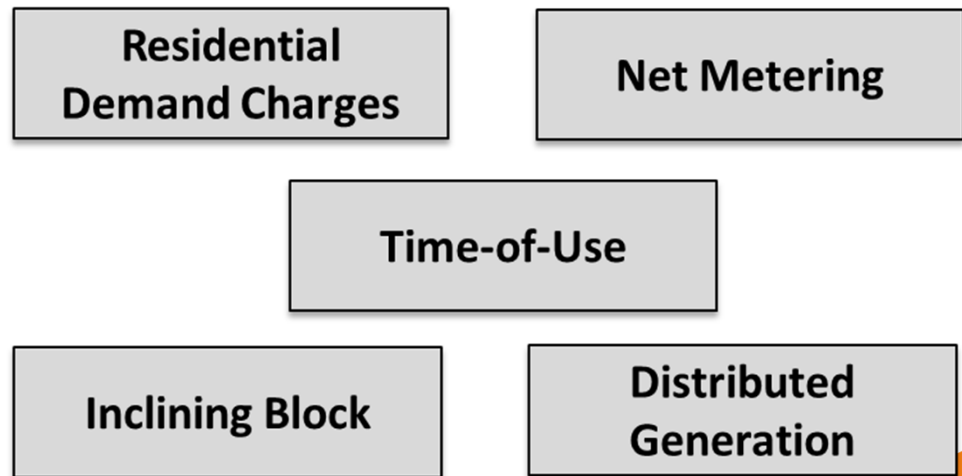 Residential
Demand Charges
Net Metering
Time-of-Use
Inclining Block
Distributed
Generation